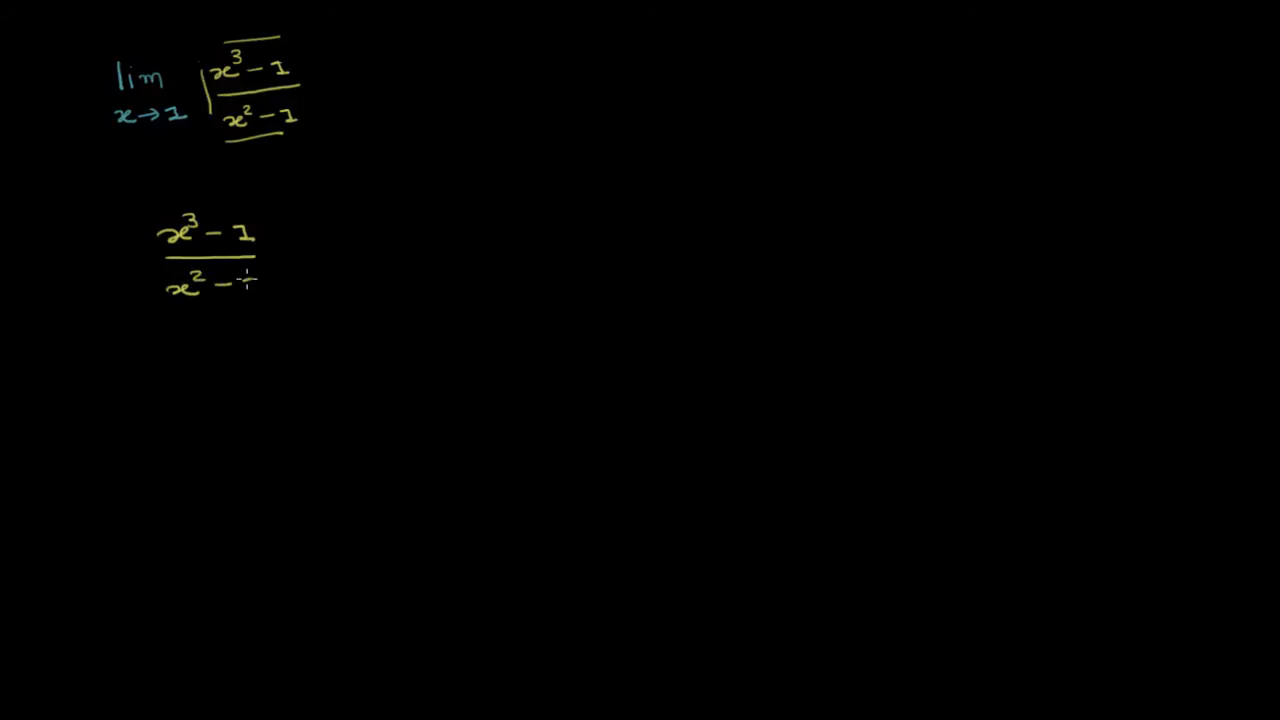 lim x→1 x³ − 1 / x² − 1
x³ − 1
x² −